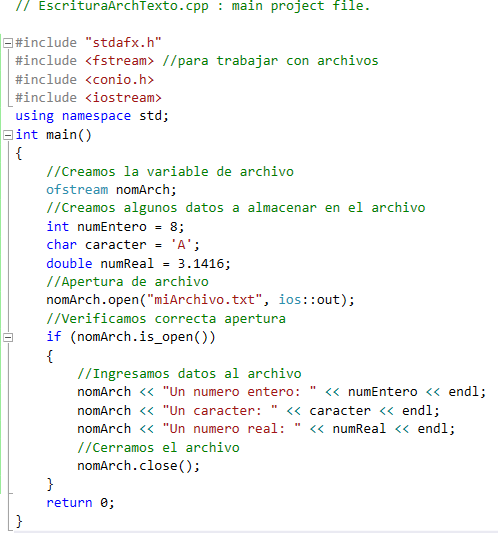 // EscrituraArchTexto.cpp : main project file.
#include "stdafx.h"
#include <fstream> //para trabajar con archivos
#include <conio.h>
#include <iostream>
using namespace std;
int main()
{
//Creamos la variable de archivo
ofstream nomArch;
//Creamos algunos datos a almacenar en el archivo
int numEntero = 8;
char caracter = 'A';
double numReal = 3.1416;
//Apertura de archivo
nomArch.open("miArchivo.txt", ios::out);
//Verificamos correcta apertura
if (nomArch.is_open())
{
//Ingresamos datos al archivo
nomArch << "Un numero entero: " << numEntero << endl;
nomArch << "Un caracter: " << caracter << endl;
nomArch << "Un numero real: " << numReal << endl;
//Cerramos el archivo
nomArch.close();
}
return 0;
}